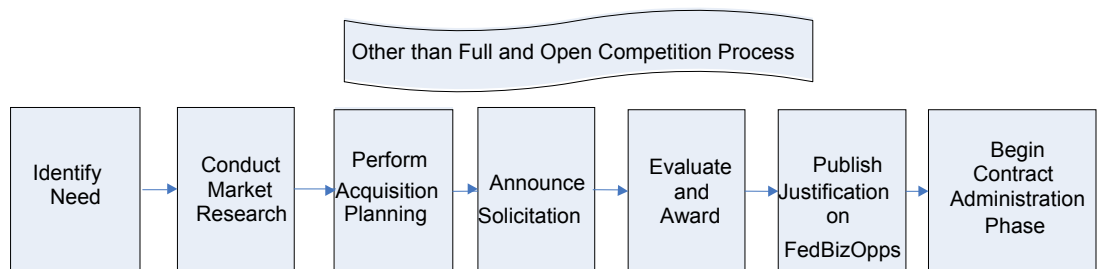 Other than Full and Open Competition Process
Identify
Need
Conduct
Market
Research
Perform
Acquisition
Planning
Announce
Solicitation
Evaluate
and
Award
Publish
Justification
on
FedBizOpps
Begin
Contract
Administration
Phase